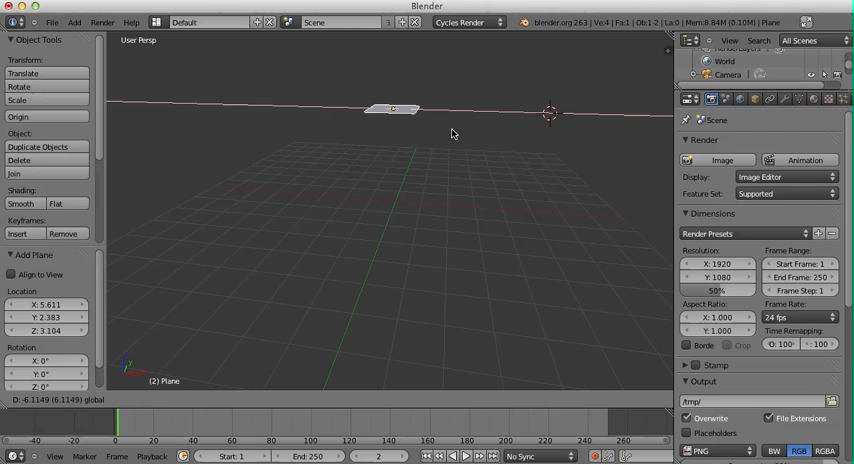 Blender
File Add Render Help Default Scene 3 Cycles Render blender.org 263 | Ve:4 | Fa:1 | Ob:1-2 | La:0 | Mem:8.84M (0.10M) | Plane
Object Tools
Transform:
Translate
Rotate
Scale
Origin
Object:
Duplicate Objects
Delete
Join
Shading:
Smooth Flat
Keyframes:
Insert Remove
Add Plane
Align to View
Location
X: 5.611
Y: 2.383
Z: 3.104
Rotation
X: 0°
Y: 0°
Z: 0°
User Persp
(2) Plane
D: -6.1149 (6.1149) global
-40 -20 0 20 40 60 80 100 120 140 160 180 200 220 240 260
View Marker Frame Playback Start: 1 End: 250 2 No Sync
View Search All Scenes
RenderLayers
World
Camera
Scene
Render
Image Animation
Display: Image Editor
Feature Set: Supported
Dimensions
Render Presets
Resolution: Frame Range:
X: 1920 Start Frame: 1
Y: 1080 End Frame: 250
50% Frame Step: 1
Aspect Ratio: Frame Rate:
X: 1.000 24 fps
Y: 1.000 Time Remapping:
Borde Crop O: 100 : 100
Stamp
Output
/tmp/
Overwrite File Extensions
Placeholders
PNG BW RGB RGBA